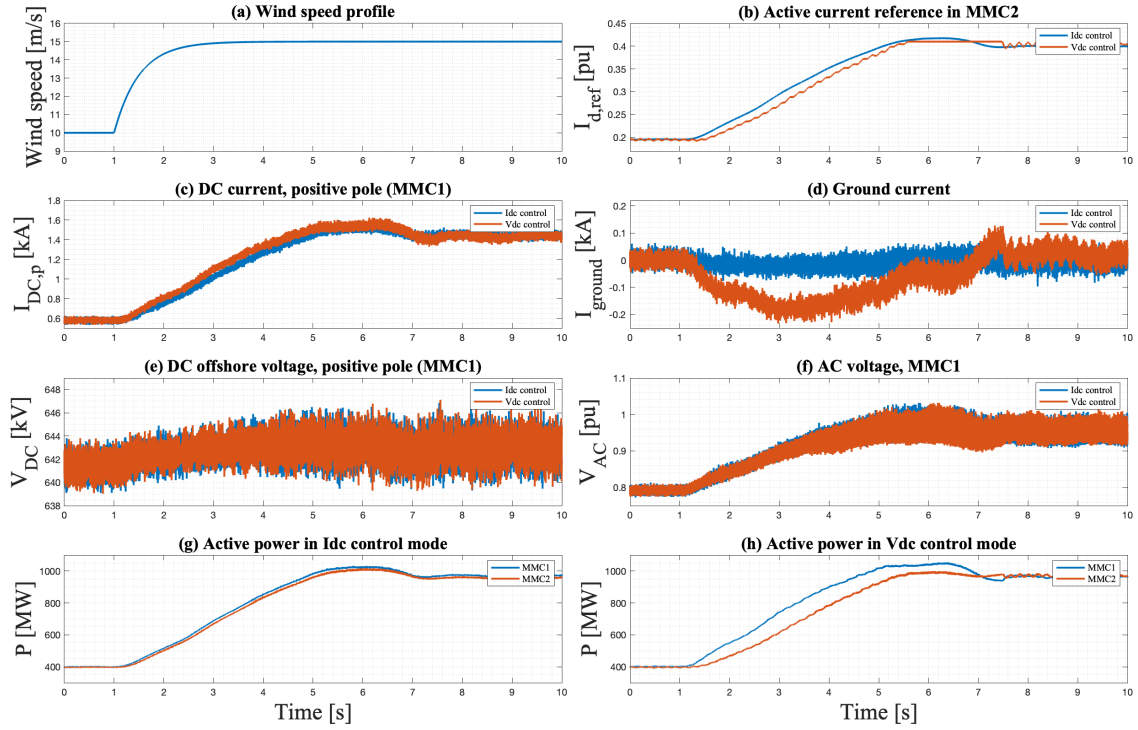 (a) Wind speed profile
Wind speed [m/s]
16
15
14
13
12
11
10
9
0 1 2 3 4 5 6 7 8 9 10
(b) Active current reference in MMC2
I_{d,ref} [pu]
0.45
0.4
0.35
0.3
0.25
0.2
0 1 2 3 4 5 6 7 8 9 10
Idc control
Vdc control
(c) DC current, positive pole (MMC1)
I_{DC,p} [kA]
1.8
1.6
1.4
1.2
1
0.8
0.6
0 1 2 3 4 5 6 7 8 9 10
Idc control
Vdc control
(d) Ground current
I_{ground} [kA]
0.2
0.1
0
-0.1
-0.2
0 1 2 3 4 5 6 7 8 9 10
Idc control
Vdc control
(e) DC offshore voltage, positive pole (MMC1)
V_{DC} [kV]
648
646
644
642
640
638
0 1 2 3 4 5 6 7 8 9 10
Idc control
Vdc control
(f) AC voltage, MMC1
V_{AC} [pu]
1.1
1
0.9
0.8
0 1 2 3 4 5 6 7 8 9 10
Idc control
Vdc control
(g) Active power in Idc control mode
P [MW]
1000
800
600
400
0 1 2 3 4 5 6 7 8 9 10
MMC1
MMC2
Time [s]
(h) Active power in Vdc control mode
P [MW]
1000
800
600
400
0 1 2 3 4 5 6 7 8 9 10
MMC1
MMC2
Time [s]